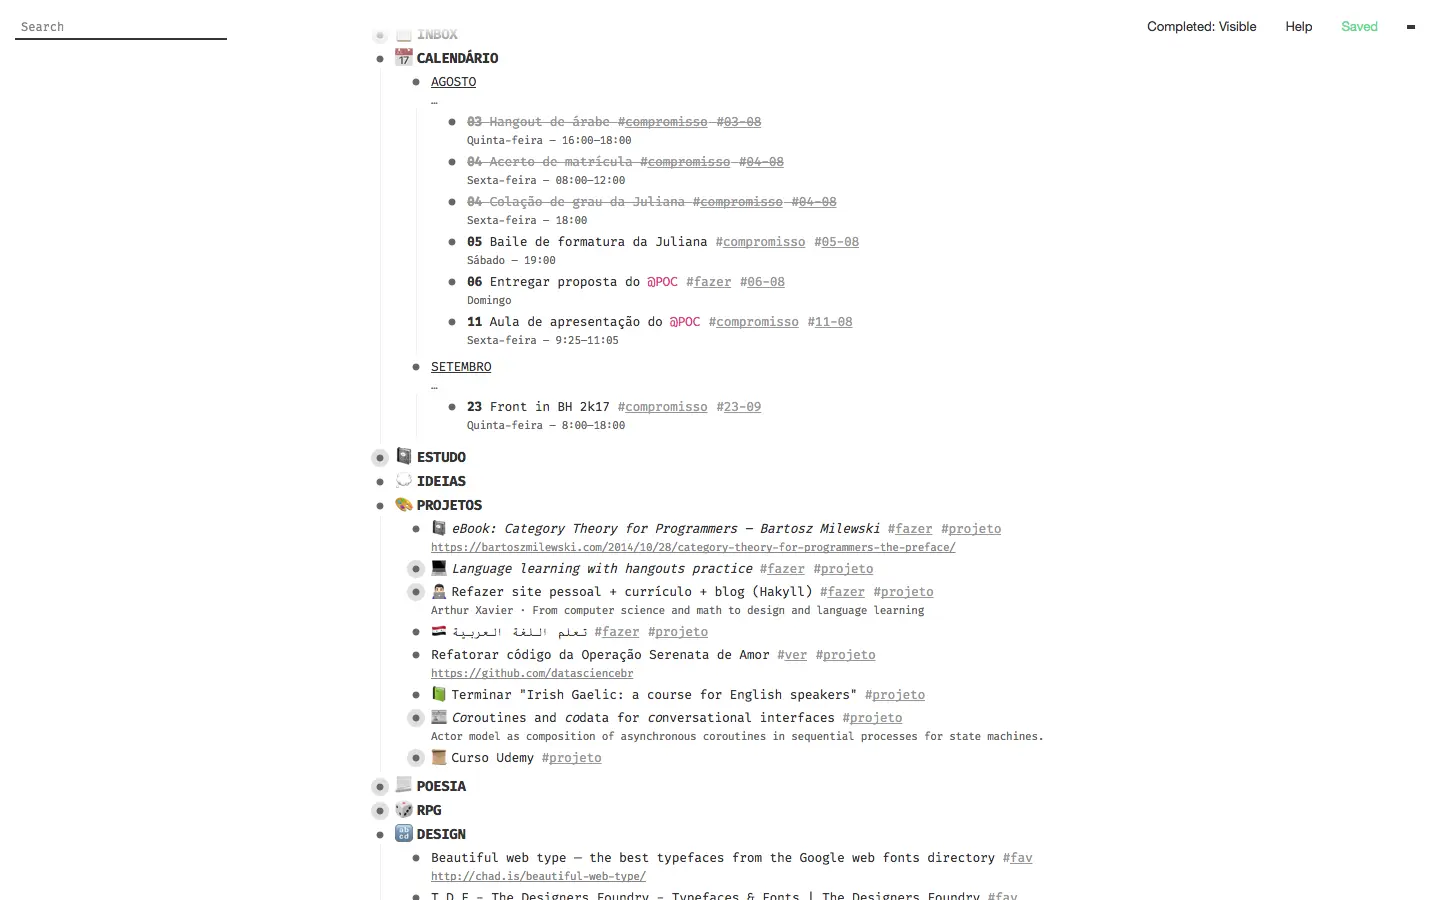 Search
Completed: Visible Help Saved
INBOX
CALENDÁRIO
AGOSTO
…
03 Hangout de árabe #compromisso #03-08
Quinta-feira – 16:00–18:00
04 Acerto de matrícula #compromisso #04-08
Sexta-feira – 08:00–12:00
04 Colação de grau da Juliana #compromisso #04-08
Sexta-feira – 18:00
05 Baile de formatura da Juliana #compromisso #05-08
Sábado – 19:00
06 Entregar proposta do @POC #fazer #06-08
Domingo
11 Aula de apresentação do @POC #compromisso #11-08
Sexta-feira – 9:25–11:05
SETEMBRO
…
23 Front in BH 2k17 #compromisso #23-09
Quinta-feira – 8:00–18:00
ESTUDO
IDEIAS
PROJETOS
eBook: Category Theory for Programmers – Bartosz Milewski #fazer #projeto
https://bartoszmilewski.com/2014/10/28/category-theory-for-programmers-the-preface/
Language learning with hangouts practice #fazer #projeto
Refazer site pessoal + currículo + blog (Hakyll) #fazer #projeto
Arthur Xavier · From computer science and math to design and language learning
تعلم اللغة العربية #fazer #projeto
Refatorar código da Operação Serenata de Amor #ver #projeto
https://github.com/datasciencebr
Terminar "Irish Gaelic: a course for English speakers" #projeto
Coroutines and codata for conversational interfaces #projeto
Actor model as composition of asynchronous coroutines in sequential processes for state machines.
Curso Udemy #projeto
POESIA
RPG
DESIGN
Beautiful web type — the best typefaces from the Google web fonts directory #fav
http://chad.is/beautiful-web-type/
T D F - The Designers Foundry - Typefaces & Fonts | The Designers Foundry #fav